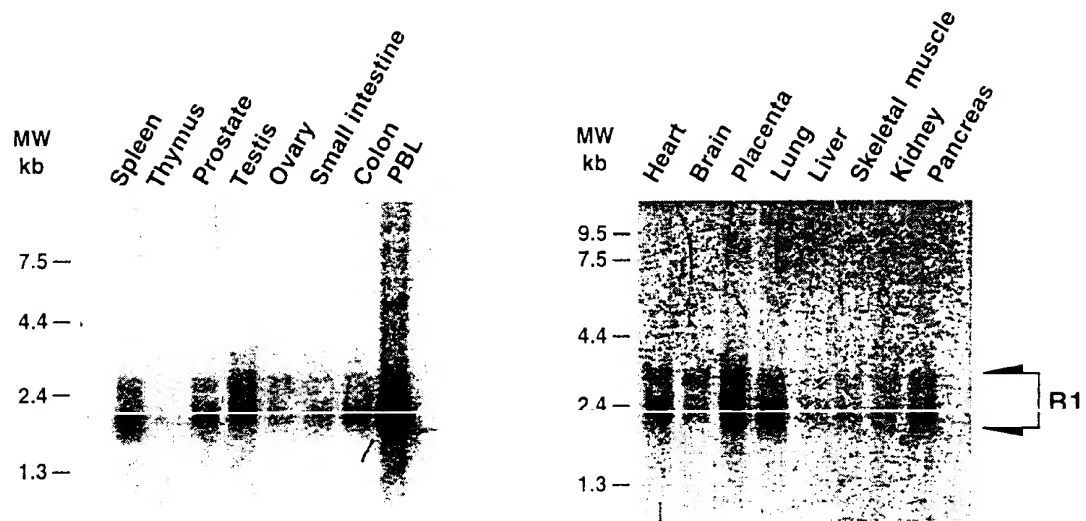 MW
kb
Spleen
Thymus
Prostate
Testis
Ovary
Small intestine
Colon
PBL
7.5
4.4
2.4
1.3
MW
kb
Heart
Brain
Placenta
Lung
Liver
Skeletal muscle
Kidney
Pancreas
9.5
7.5
4.4
2.4
1.3
R1